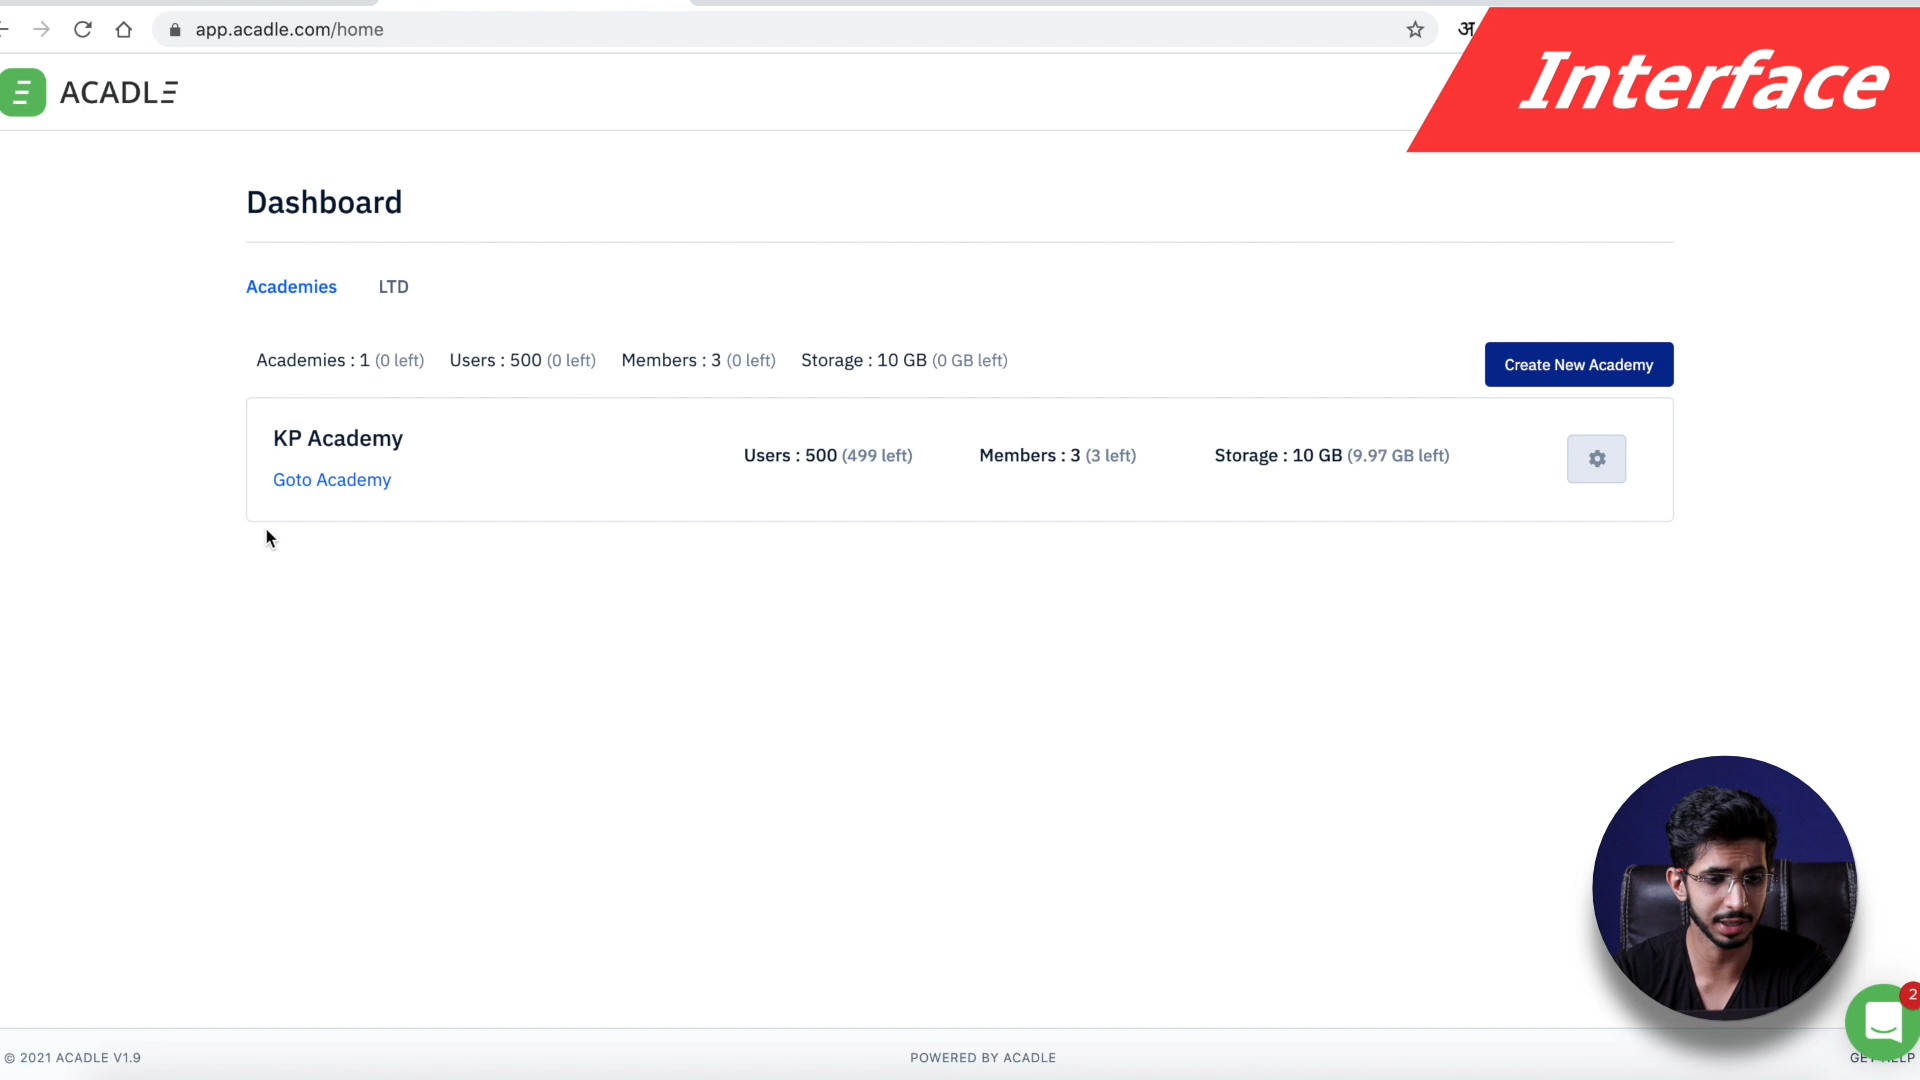 app.acadle.com/home
अ
Interface
ACADLE
Dashboard
Academies LTD
Academies : 1 (0 left) Users : 500 (0 left) Members : 3 (0 left) Storage : 10 GB (0 GB left)
Create New Academy
KP Academy
Users : 500 (499 left) Members : 3 (3 left) Storage : 10 GB (9.97 GB left)
Goto Academy
2
© 2021 ACADLE V1.9 POWERED BY ACADLE